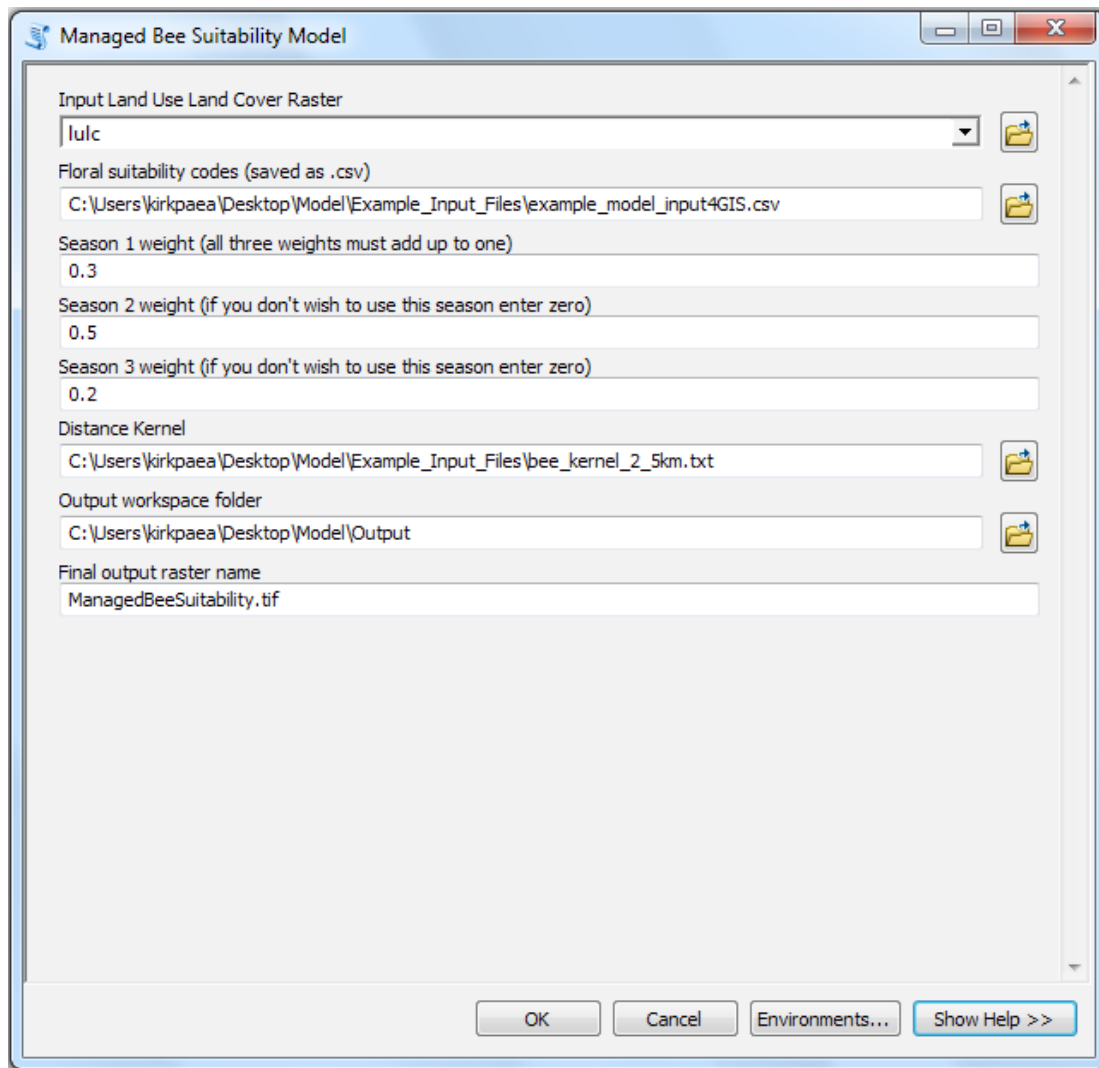 Managed Bee Suitability Model
Input Land Use Land Cover Raster
lulc
Floral suitability codes (saved as .csv)
C:\Users\kirkpaea\Desktop\Model\Example_Input_Files\example_model_input4GIS.csv
Season 1 weight (all three weights must add up to one)
0.3
Season 2 weight (if you don't wish to use this season enter zero)
0.5
Season 3 weight (if you don't wish to use this season enter zero)
0.2
Distance Kernel
C:\Users\kirkpaea\Desktop\Model\Example_Input_Files\bee_kernel_2_5km.txt
Output workspace folder
C:\Users\kirkpaea\Desktop\Model\Output
Final output raster name
ManagedBeeSuitability.tif
OK Cancel Environments... Show Help >>